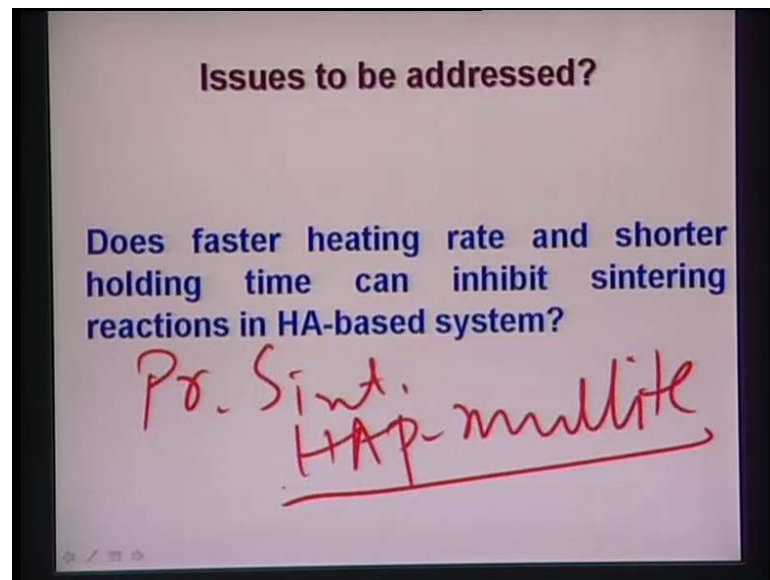 Issues to be addressed?
Does faster heating rate and shorter
holding time can inhibit sintering
reactions in HA-based system?
Pr. Sint.
HAp-mullite